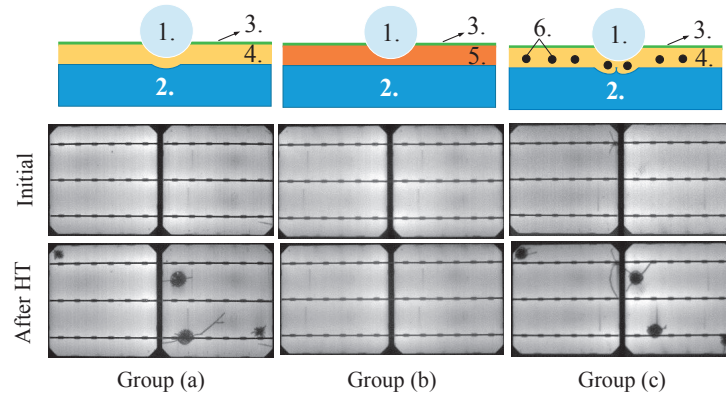 1. 3. 4. 2.
1. 3. 5. 2.
6. 1. 3. 4. 2.
Initial
After HT
Group (a) Group (b) Group (c)